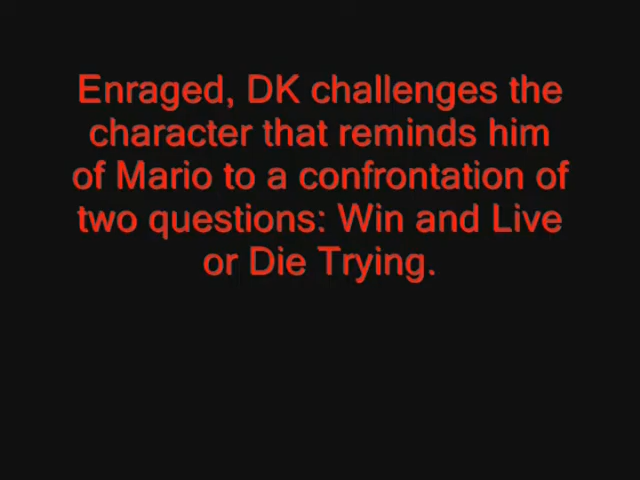 Enraged, DK challenges the
character that reminds him
of Mario to a confrontation of
two questions: Win and Live
or Die Trying.